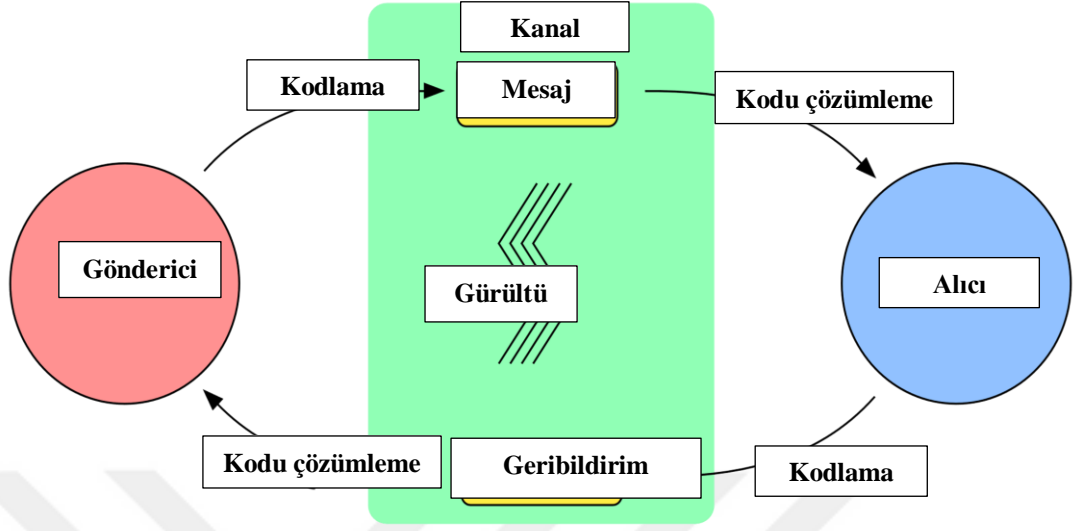 Kanal
Kodlama
Mesaj
Kodu çözümleme
Gönderici
Gürültü
Alıcı
Kodu çözümleme
Geribildirim
Kodlama